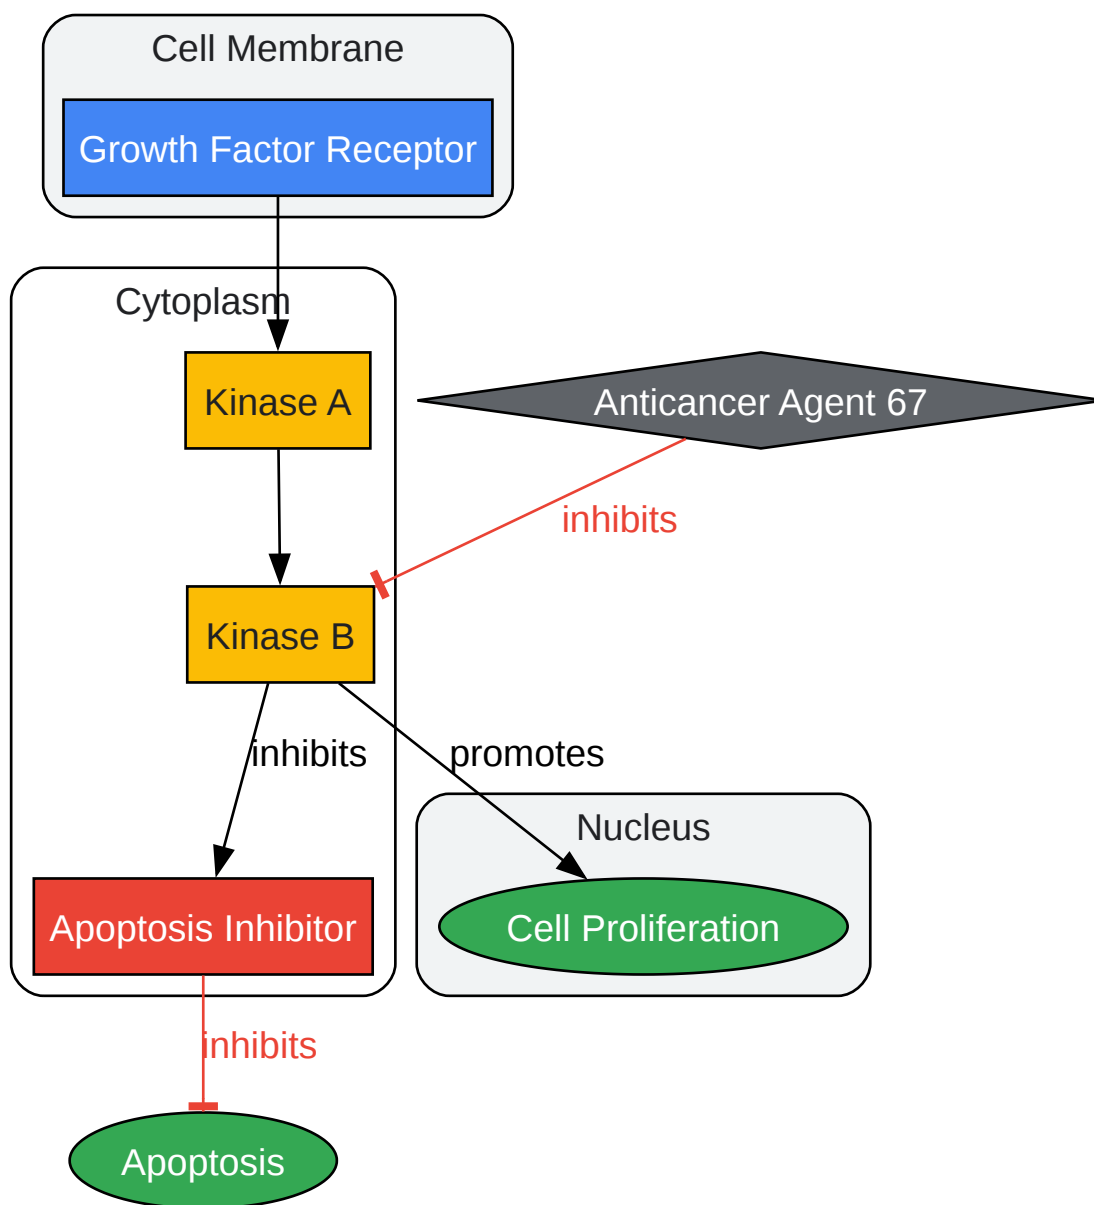 Cell Membrane
Growth Factor Receptor
Cytoplasm
Kinase A
Anticancer Agent 67
inhibits
Kinase B
inhibits
promotes
Nucleus
Apoptosis Inhibitor
Cell Proliferation
inhibits
Apoptosis